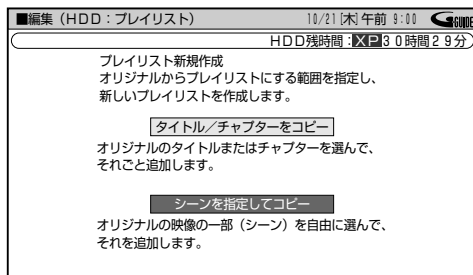 ■編集（HDD：プレイリスト） 10/21[木]午前 9:00 GGUIDE
HDD残時間：XP30時間29分
プレイリスト新規作成
オリジナルからプレイリストにする範囲を指定し、
新しいプレイリストを作成します。
タイトル／チャプターをコピー
オリジナルのタイトルまたはチャプターを選んで、
それごと追加します。
シーンを指定してコピー
オリジナルの映像の一部（シーン）を自由に選んで、
それを追加します。